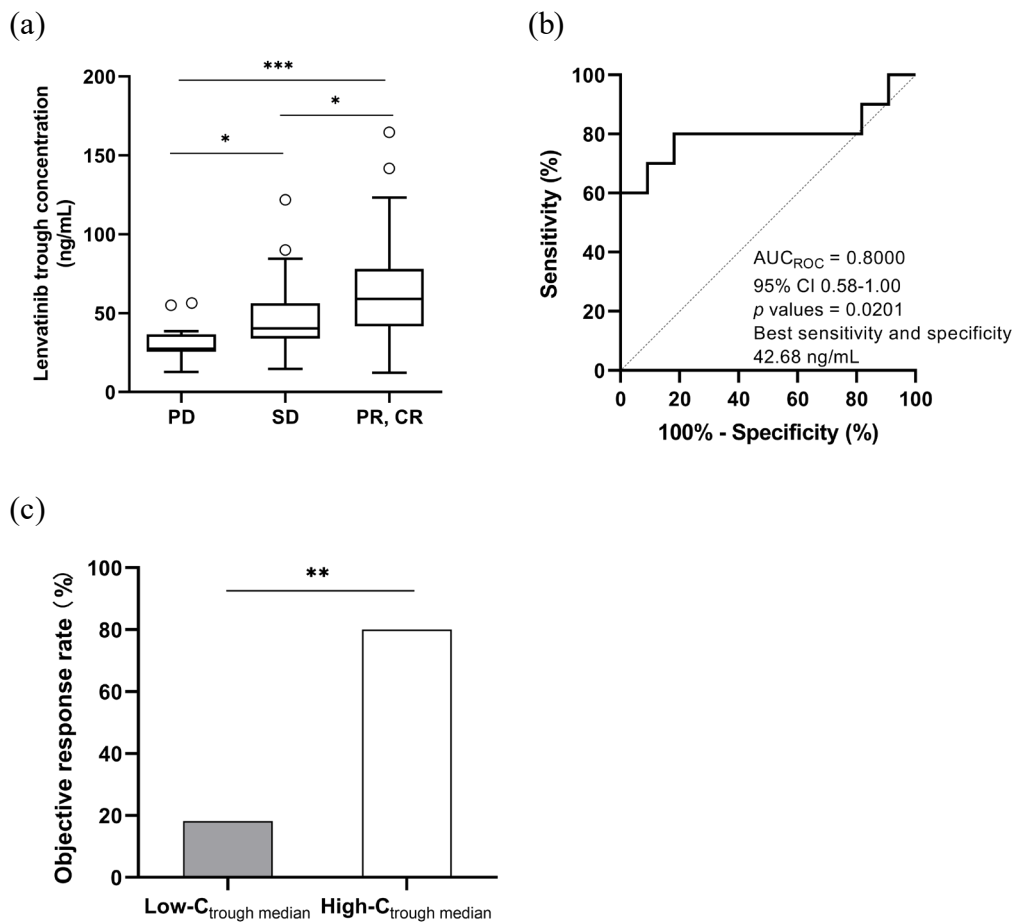 (a)
Lenvatinib trough concentration
(ng/mL)
200
150
100
50
0
***
*
*
PD
SD
PR, CR
(b)
Sensitivity (%)
100
80
60
40
20
0
AUCROC = 0.8000
95% CI 0.58-1.00
p values = 0.0201
Best sensitivity and specificity
42.68 ng/mL
0
20
40
60
80
100
100% - Specificity (%)
(c)
Objective response rate (%)
100
80
60
40
20
0
**
Low-Ctrough median
High-Ctrough median